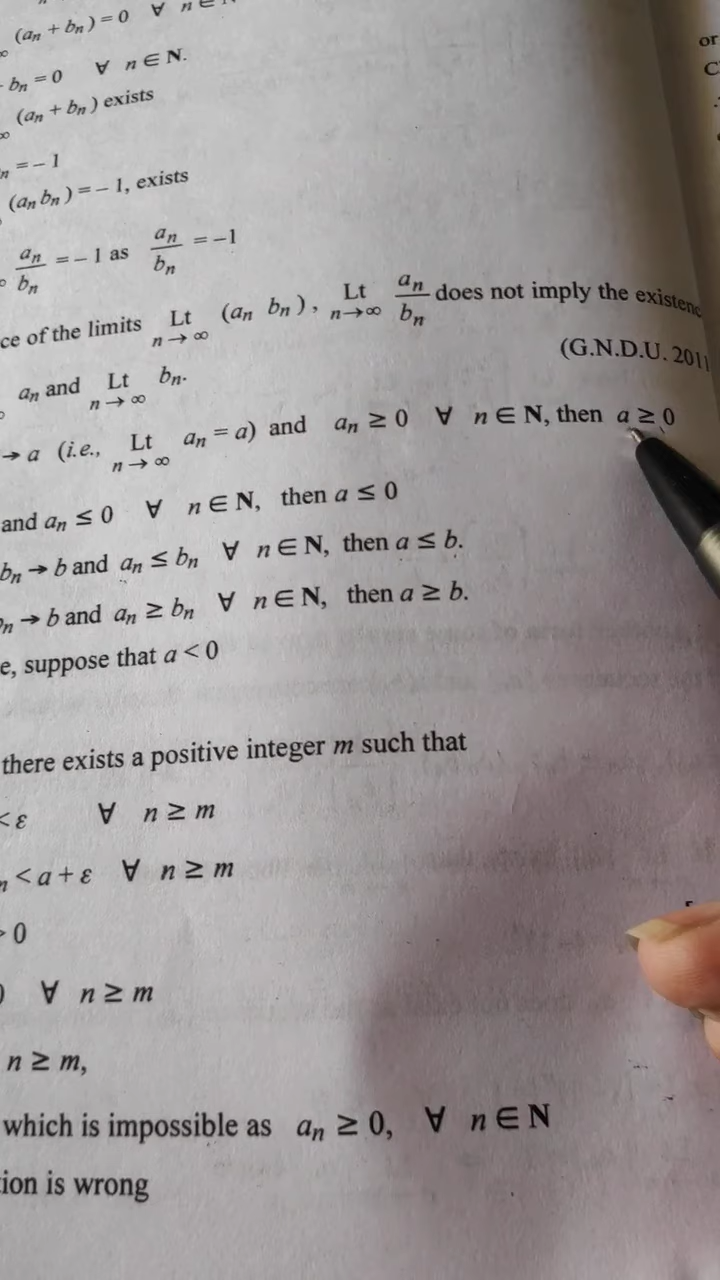 (aₙ + bₙ) = 0 ∀ n ∈
bₙ = 0 ∀ n ∈ N.
(aₙ + bₙ) exists
∞
ₙ = – 1
(aₙ bₙ) = – 1, exists
aₙ/bₙ = – 1 as aₙ/bₙ = –1
ce of the limits Lt n → ∞ (aₙ bₙ), Lt n→∞ aₙ/bₙ does not imply the existenc
(G.N.D.U. 2011
aₙ and Lt n → ∞ bₙ.
→ a (i.e., Lt n → ∞ aₙ = a) and aₙ ≥ 0 ∀ n ∈ N, then a ≥ 0
and aₙ ≤ 0 ∀ n ∈ N, then a ≤ 0
bₙ → b and aₙ ≤ bₙ ∀ n ∈ N, then a ≤ b.
ₙ → b and aₙ ≥ bₙ ∀ n ∈ N, then a ≥ b.
e, suppose that a < 0
there exists a positive integer m such that
< ε ∀ n ≥ m
ₙ < a + ε ∀ n ≥ m
0
∀ n ≥ m
n ≥ m,
which is impossible as aₙ ≥ 0, ∀ n ∈ N
ion is wrong
or
C